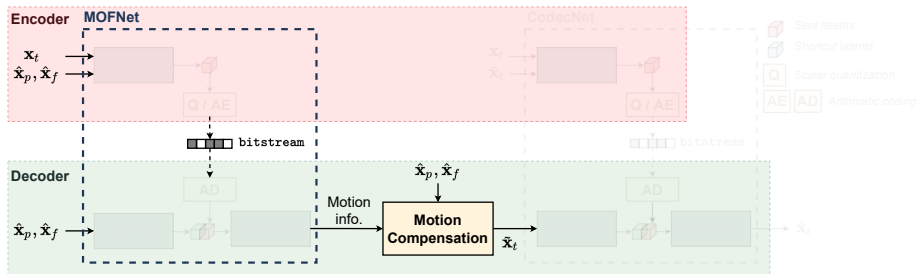 Encoder
MOFNet
CodecNet
Sent latents
Shortcut latents
Q Scalar quantization
AE AD Arithmetic coding
x_t
x̂_p, x̂_f
x_t
x̃_t
Q / AE
Q / AE
bitstream
bitstream
Decoder
AD
AD
x̂_p, x̂_f
x̂_p, x̂_f
Motion
info.
Motion
Compensation
x̃_t
x̂_t